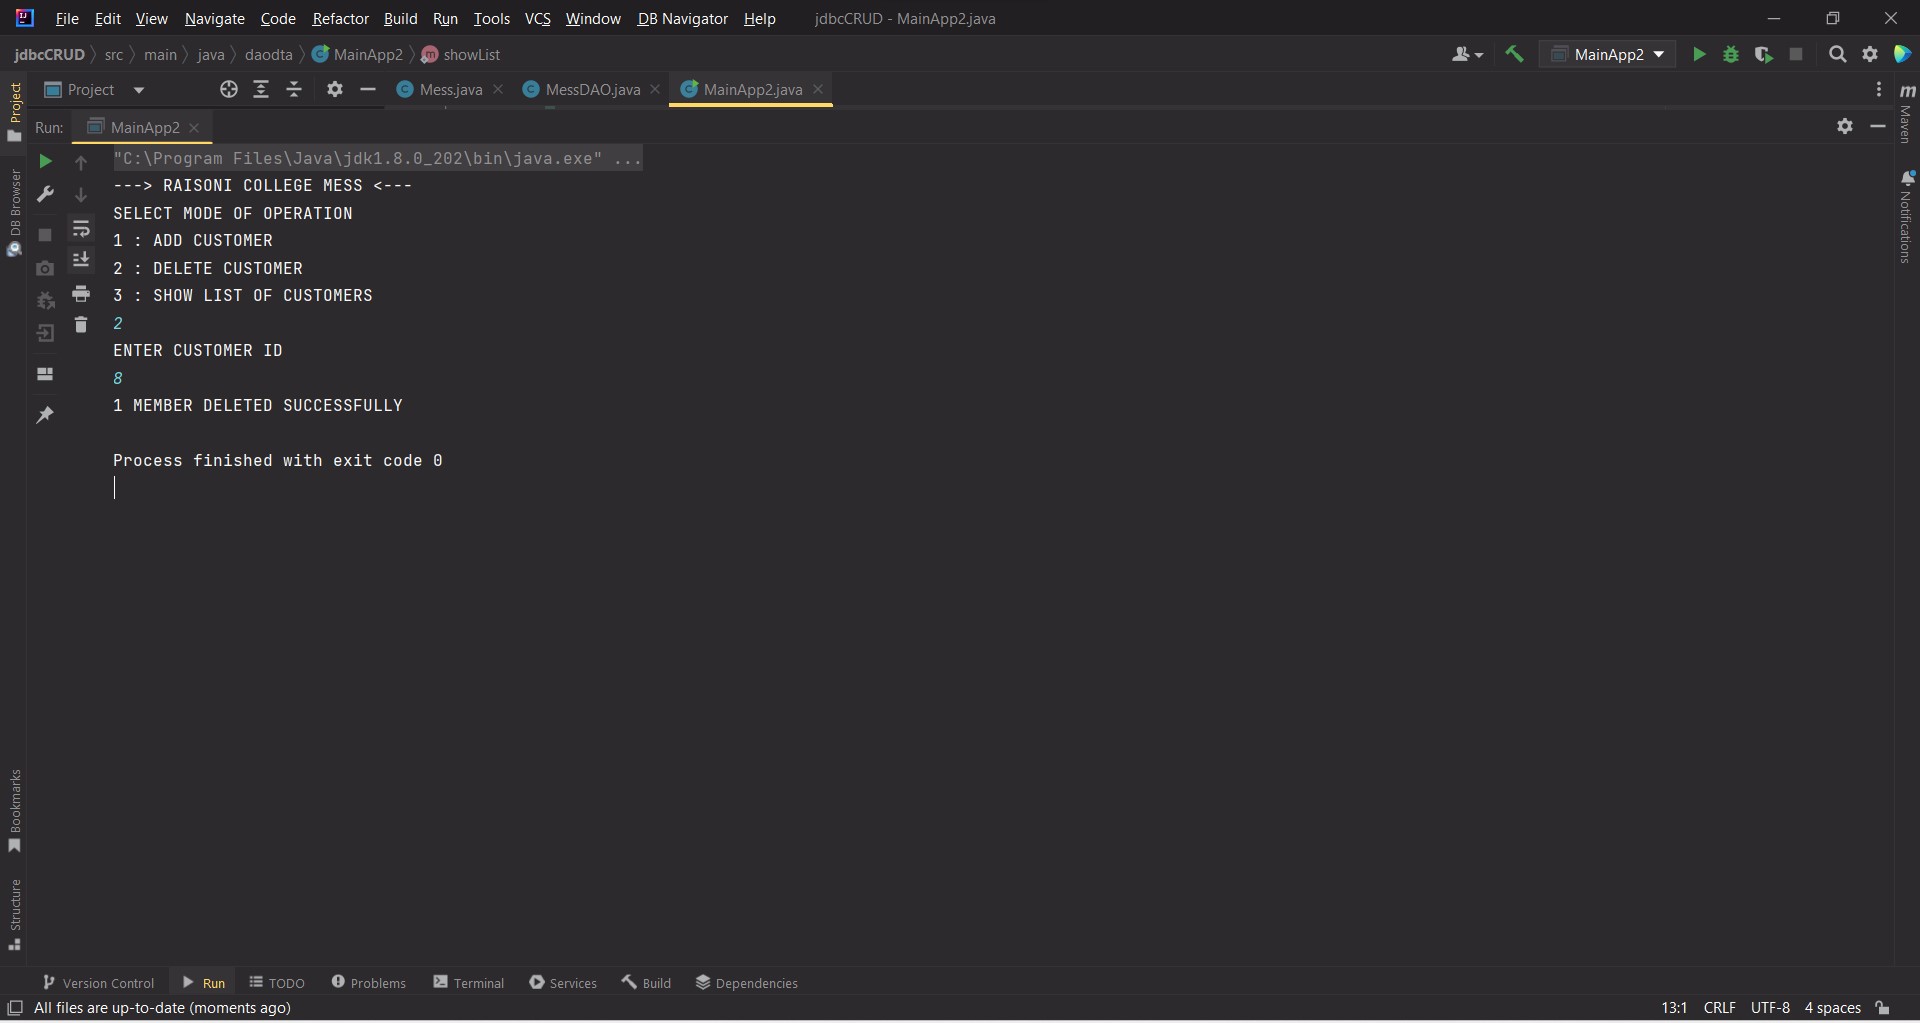 File Edit View Navigate Code Refactor Build Run Tools VCS Window DB Navigator Help jdbcCRUD - MainApp2.java
jdbcCRUD src main java daodta MainApp2 showList MainApp2
Project Mess.java MessDAO.java MainApp2.java
Run: MainApp2
"C:\Program Files\Java\jdk1.8.0_202\bin\java.exe" ...
---> RAISONI COLLEGE MESS <---
SELECT MODE OF OPERATION
1 : ADD CUSTOMER
2 : DELETE CUSTOMER
3 : SHOW LIST OF CUSTOMERS
2
ENTER CUSTOMER ID
8
1 MEMBER DELETED SUCCESSFULLY
Process finished with exit code 0
Project
DB Browser
Bookmarks
Structure
Maven
Notifications
Version Control Run TODO Problems Terminal Services Build Dependencies
All files are up-to-date (moments ago) 13:1 CRLF UTF-8 4 spaces